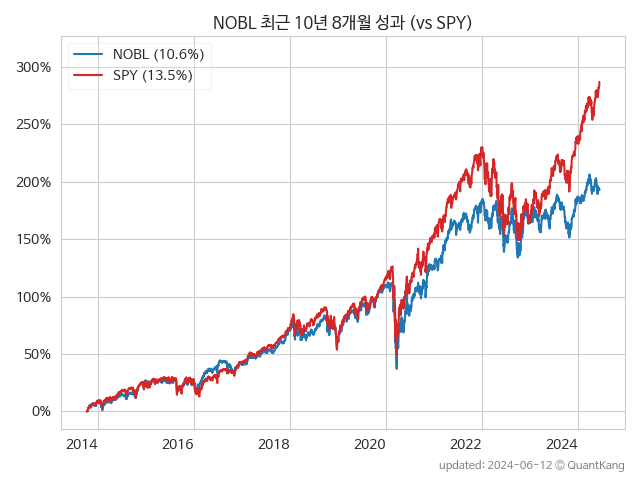 NOBL 최근 10년 8개월 성과 (vs SPY)
NOBL (10.6%)
SPY (13.5%)
300%
250%
200%
150%
100%
50%
0%
2014 2016 2018 2020 2022 2024
updated: 2024-06-12 © QuantKang